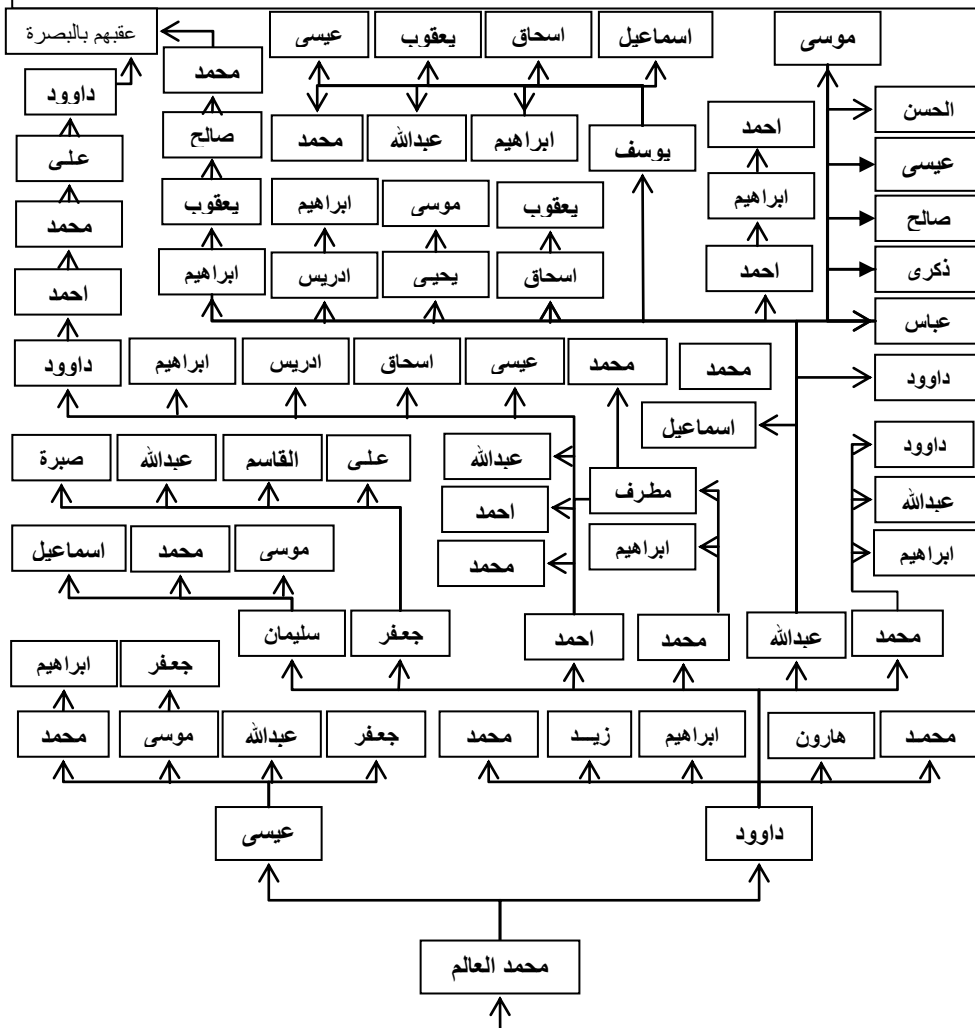 موسى
اسماعيل
اسحاق
يعقوب
عيسى
عقبهم بالبصرة
محمد
داوود
الحسن
احمد
يوسف
ابراهيم
عبدالله
محمد
صالح
على
عيسى
ابراهيم
يعقوب
موسى
ابراهيم
يعقوب
محمد
صالح
ذكرى
احمد
اسحاق
يحيى
ادريس
ابراهيم
احمد
عباس
داوود
محمد
محمد
عيسى
اسحاق
ادريس
ابراهيم
داوود
اسماعيل
داوود
عبدالله
على
القاسم
عبدالله
صبرة
عبدالله
مطرف
احمد
ابراهيم
ابراهيم
محمد
موسى
محمد
اسماعيل
محمد
عبدالله
محمد
احمد
جعفر
سليمان
جعفر
ابراهيم
محمد
هارون
ابراهيم
زيــد
محمد
جعفر
عبدالله
موسى
محمد
داوود
عيسى
محمد العالم